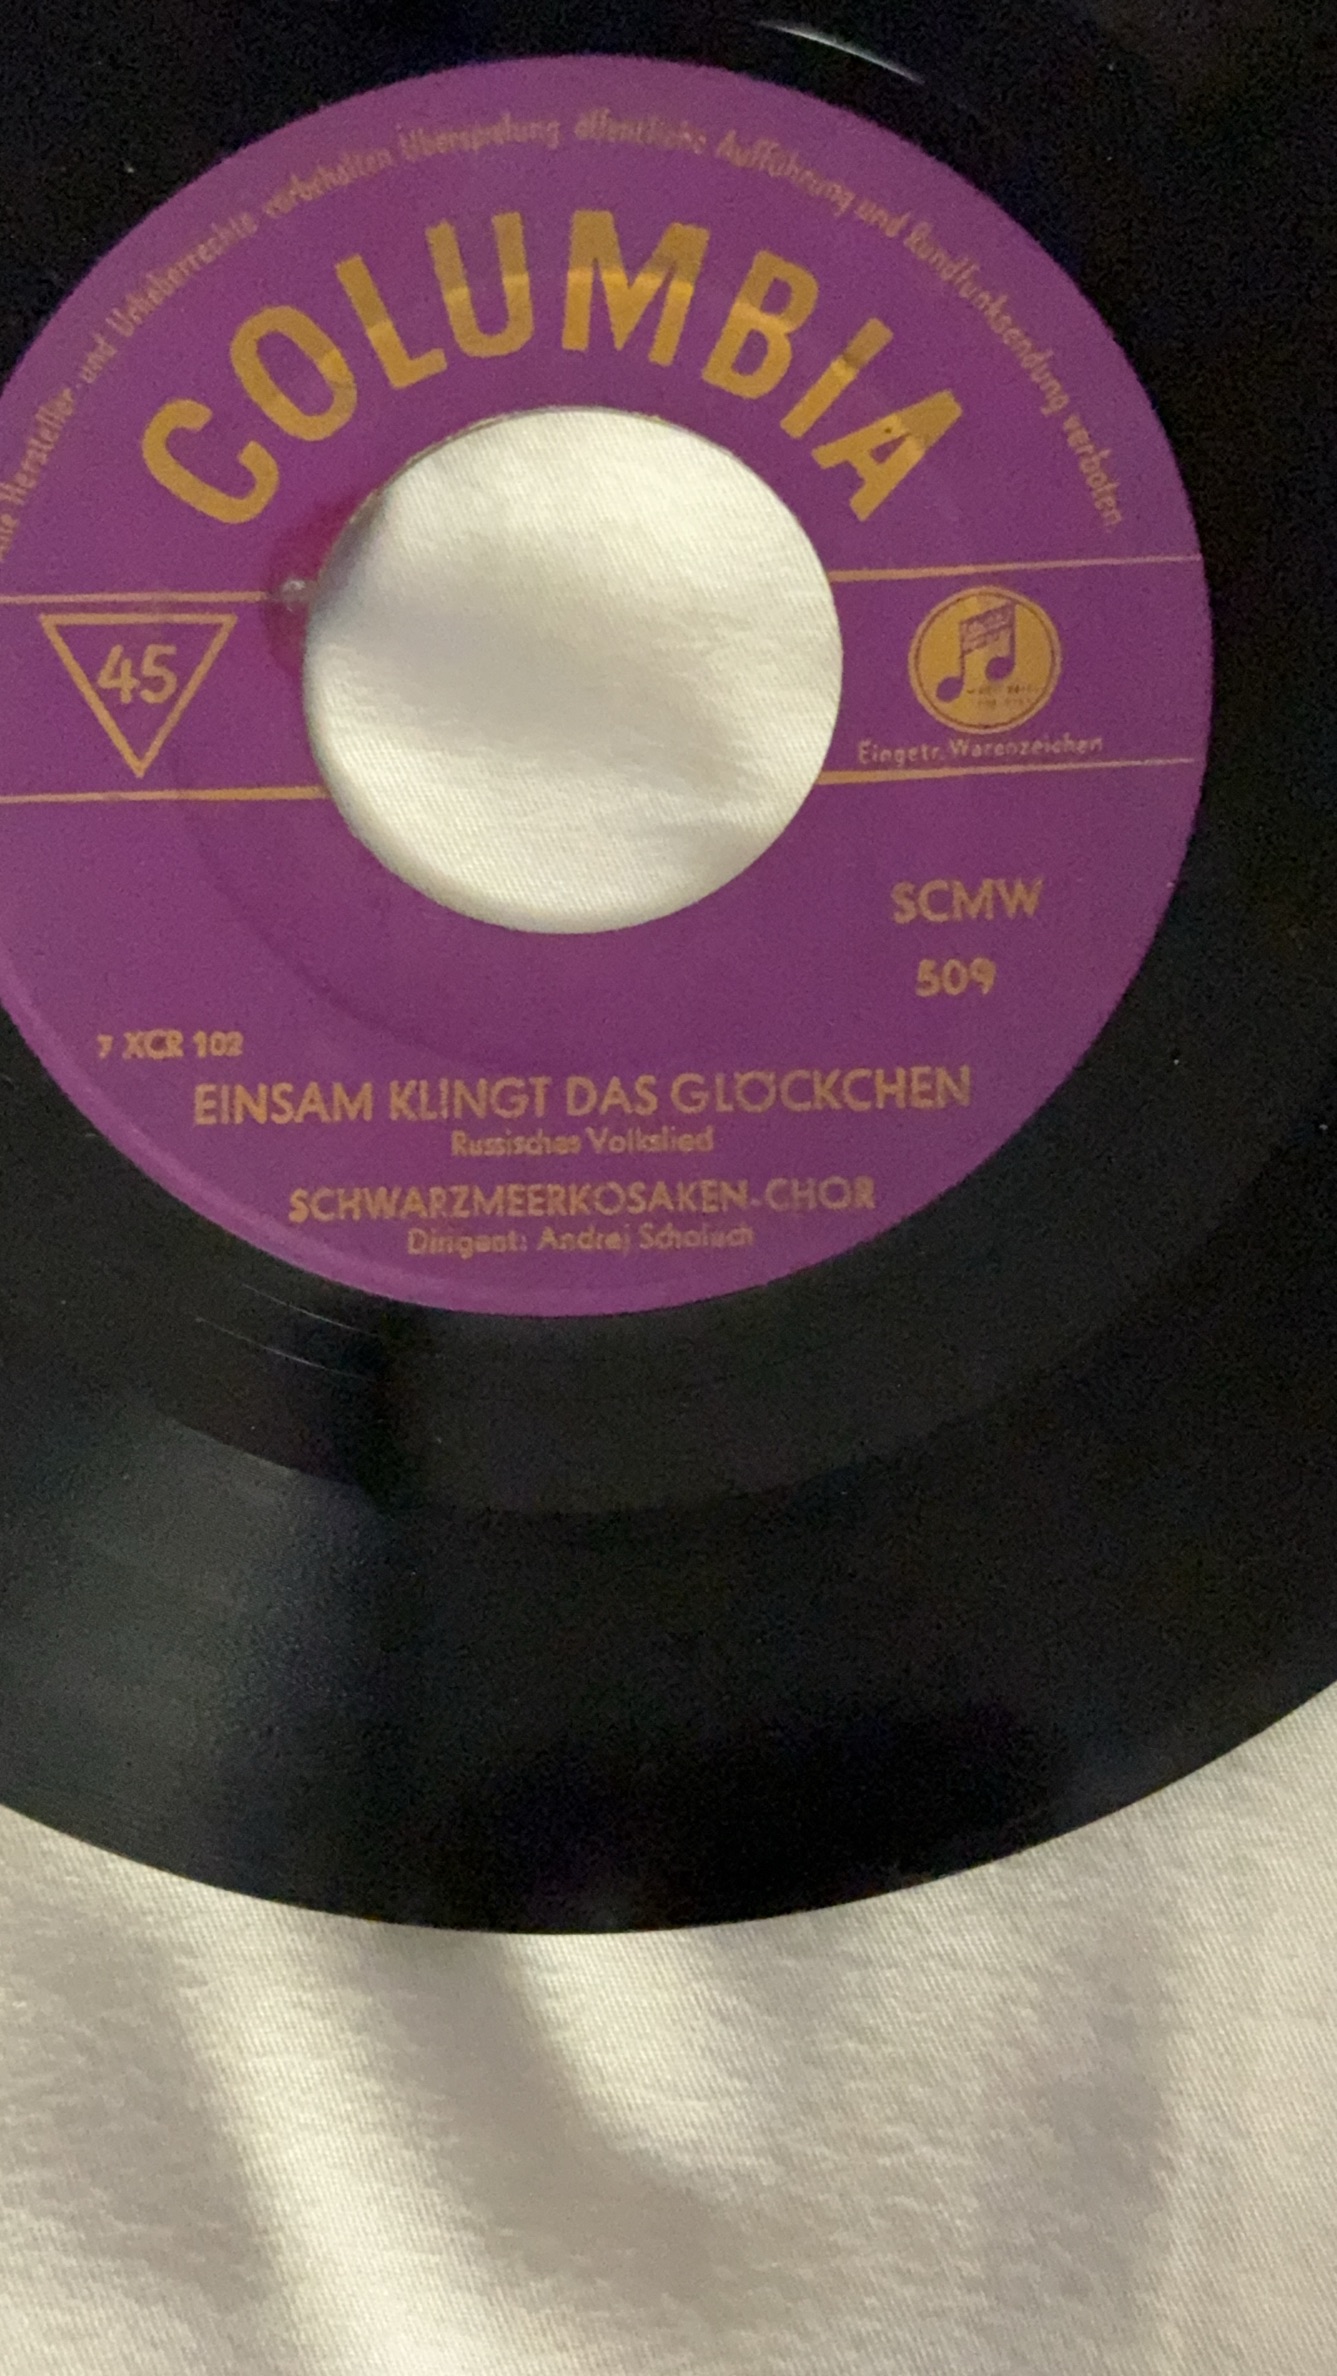 Alle Hersteller- und Urheberrechte vorbehalten Überspielung öffentliche Aufführung und Rundfunksendung verboten.
COLUMBIA
45
Eingetr. Warenzeichen
SCMW
509
7 XCR 102
EINSAM KLINGT DAS GLÖCKCHEN
Russisches Volkslied
SCHWARZMEERKOSAKEN-CHOR
Dirigent: Andrej Scholuch